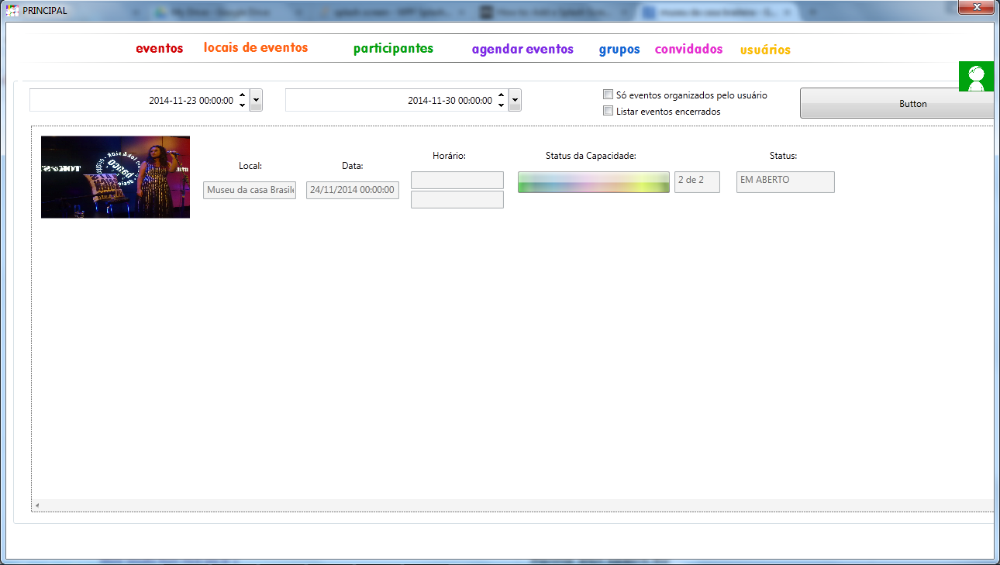 PRINCIPAL
eventos locais de eventos participantes agendar eventos grupos convidados usuários
2014-11-23 00:00:00 2014-11-30 00:00:00 Só eventos organizados pelo usuário
Listar eventos encerrados
Button
Local: Data: Horário: Status da Capacidade: Status:
Museu da casa Brasile 24/11/2014 00:00:00 2 de 2 EM ABERTO